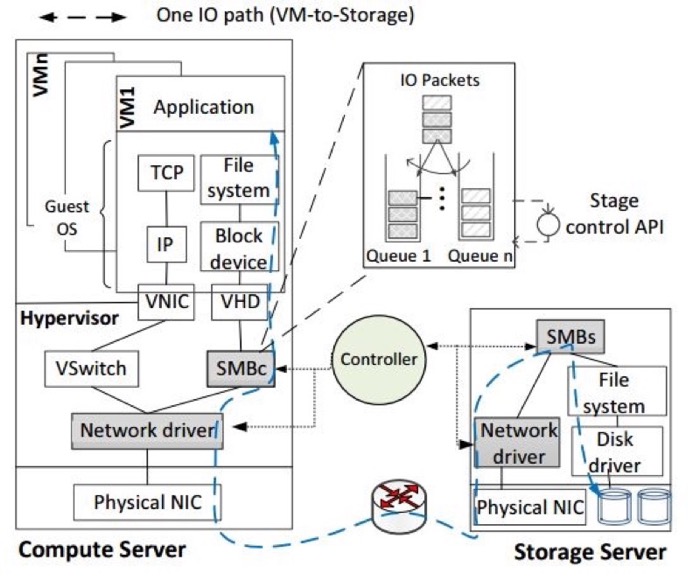 One IO path (VM-to-Storage)
VMn
VM1
Application
Guest
OS
TCP
File
system
IP
Block
device
VNIC
VHD
Hypervisor
VSwitch
SMBc
Network driver
Physical NIC
Compute Server
IO Packets
Queue 1
Queue n
Stage
control API
Controller
SMBs
File
system
Network
driver
Disk
driver
Physical NIC
Storage Server